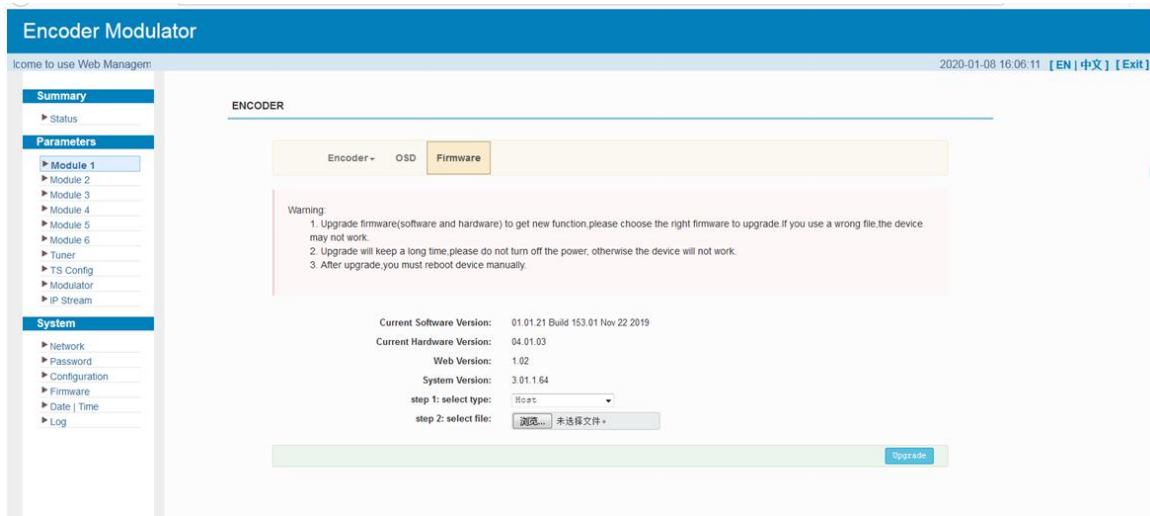 Encoder Modulator
lcome to use Web Managem
2020-01-08 16:06:11 [ EN | 中文 ] [ Exit ]
Summary
Status
Parameters
Module 1
Module 2
Module 3
Module 4
Module 5
Module 6
Tuner
TS Config
Modulator
IP Stream
System
Network
Password
Configuration
Firmware
Date | Time
Log
ENCODER
Encoder OSD Firmware
Warning:
1. Upgrade firmware(software and hardware) to get new function,please choose the right firmware to upgrade.If you use a wrong file,the device
may not work.
2. Upgrade will keep a long time,please do not turn off the power, otherwise the device will not work.
3. After upgrade,you must reboot device manually.
Current Software Version: 01.01.21 Build 153.01 Nov 22 2019
Current Hardware Version: 04.01.03
Web Version: 1.02
System Version: 3.01.1.64
step 1: select type: Host
step 2: select file: 浏览... 未选择文件。
Upgrade